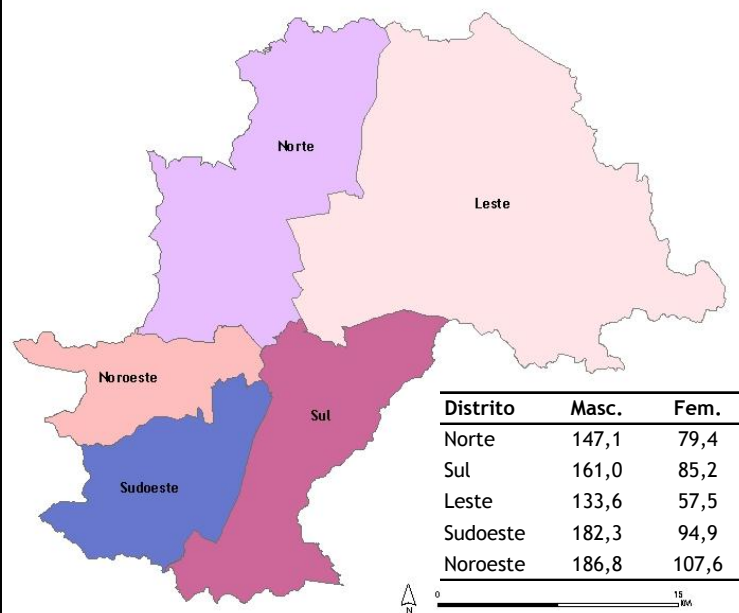 Norte
Leste
Noroeste
Sul
Sudoeste
Distrito Masc. Fem.
Norte 147,1 79,4
Sul 161,0 85,2
Leste 133,6 57,5
Sudoeste 182,3 94,9
Noroeste 186,8 107,6
N
0 15
Km